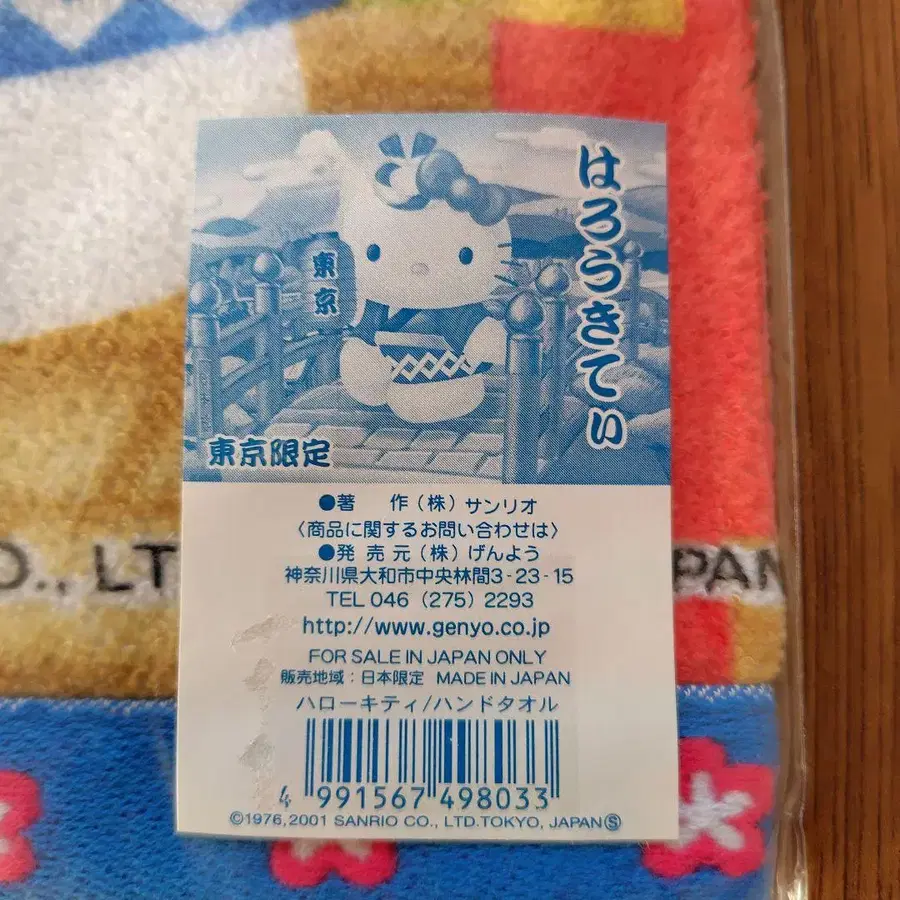 はろうきてぃ
東京
東京限定
●著 作(株)サンリオ
〈商品に関するお問い合わせは〉
●発売元(株)げんよう
神奈川県大和市中央林間3-23-15
TEL 046 (275) 2293
http://www.genyo.co.jp
FOR SALE IN JAPAN ONLY
販売地域：日本限定 MADE IN JAPAN
ハローキティ/ハンドタオル
4 991567 498033
©1976,2001 SANRIO CO., LTD.TOKYO, JAPAN Ⓢ
O., LT
PAN